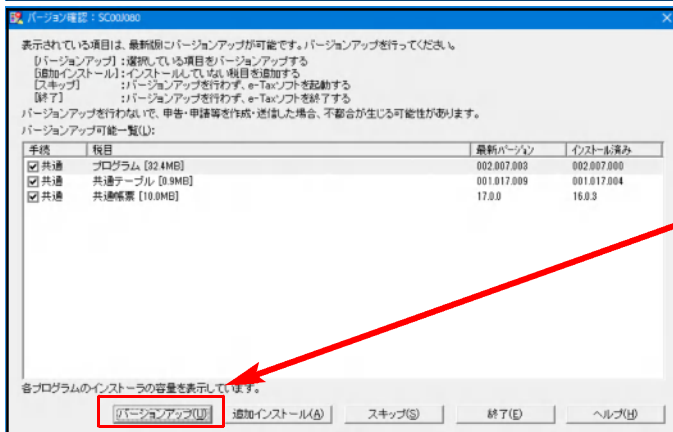 バージョン確認：SC00J080
表示されている項目は、最新版にバージョンアップが可能です。バージョンアップを行ってください。
[バージョンアップ]：選択している項目をバージョンアップする
[追加インストール]：インストールしていない税目を追加する
[スキップ]　：バージョンアップを行わず、e-Taxソフトを起動する
[終了]　：バージョンアップを行わず、e-Taxソフトを終了する
バージョンアップを行わないで、申告・申請等を作成・送信した場合、不都合が生じる可能性があります。
バージョンアップ可能一覧(L):
手続　税目　最新バージョン　インストール済み
共通　プログラム [32.4MB]　002.007.003　002.007.000
共通　共通テーブル [0.9MB]　001.017.009　001.017.004
共通　共通帳票 [10.0MB]　17.0.0　16.0.3
各プログラムのインストーラの容量を表示しています。
バージョンアップ(U)　追加インストール(A)　スキップ(S)　終了(E)　ヘルプ(H)